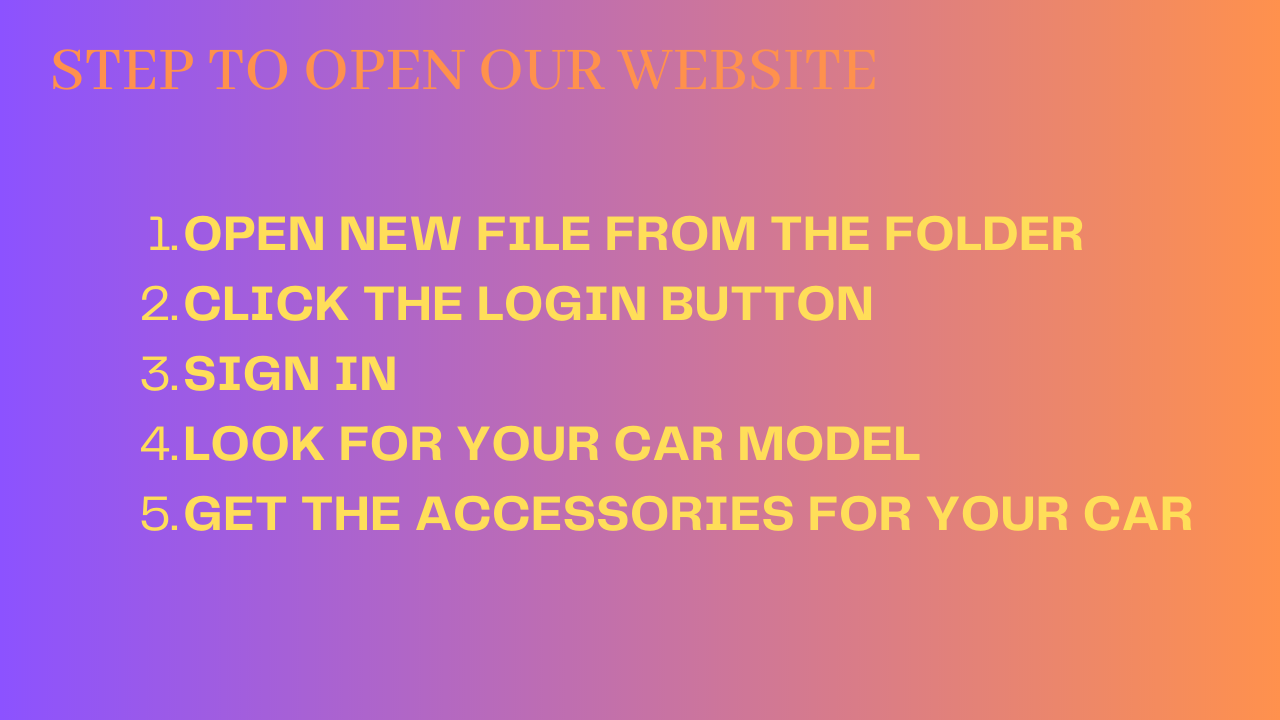 STEP TO OPEN OUR WEBSITE
1. OPEN NEW FILE FROM THE FOLDER
2. CLICK THE LOGIN BUTTON
3. SIGN IN
4. LOOK FOR YOUR CAR MODEL
5. GET THE ACCESSORIES FOR YOUR CAR